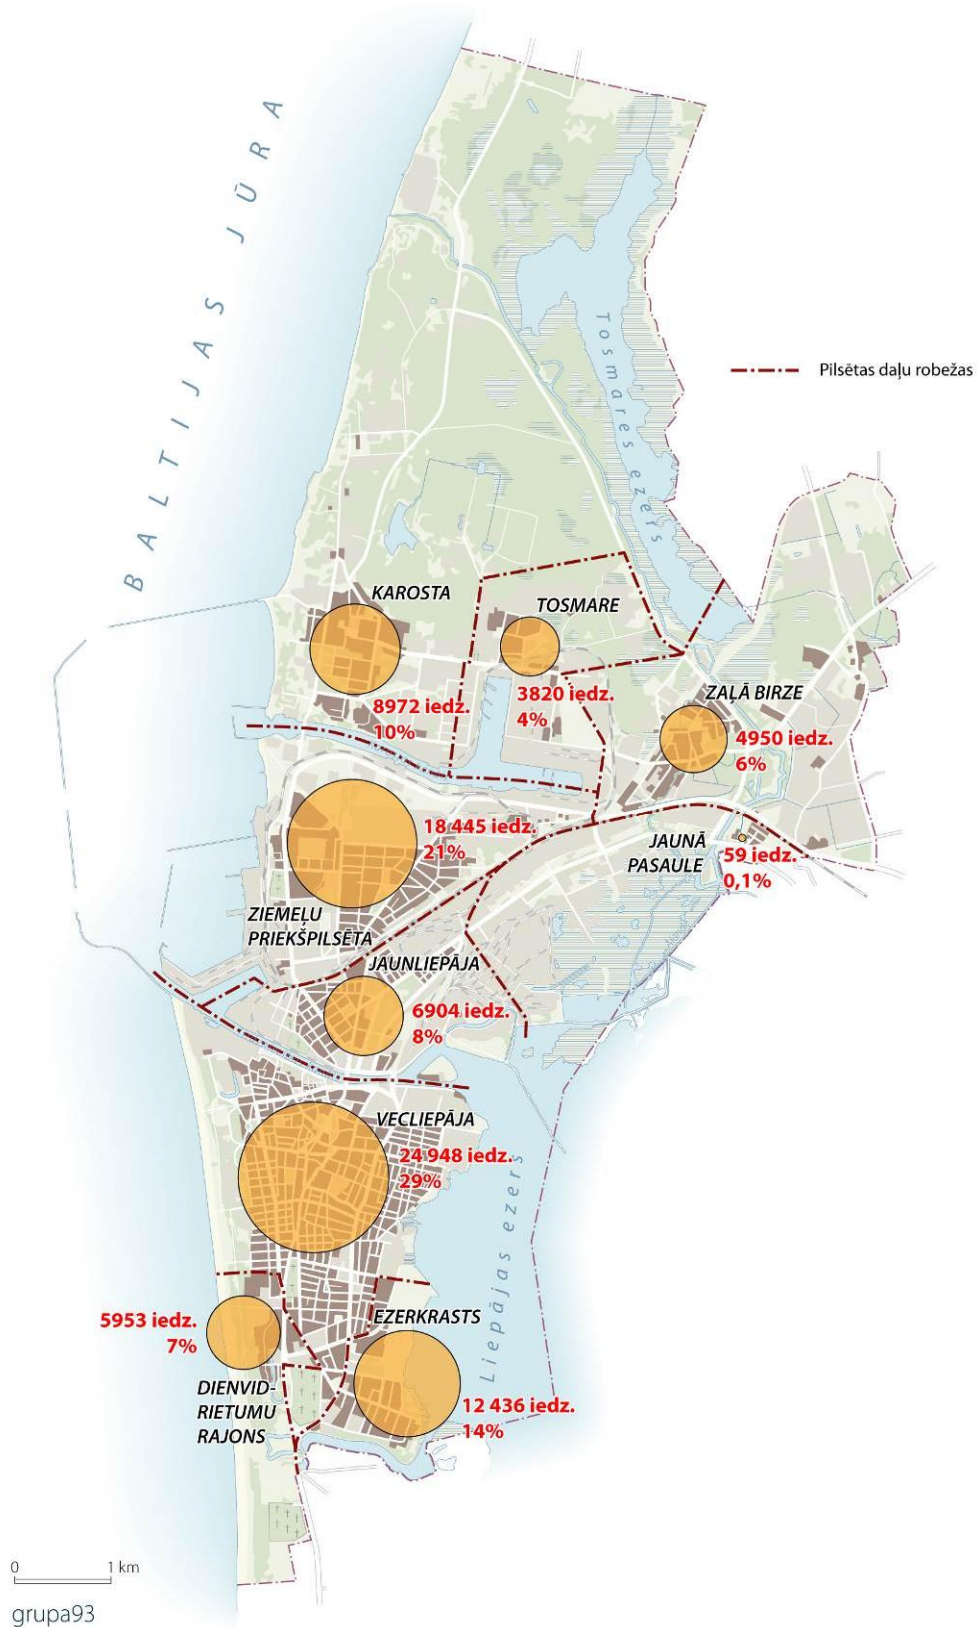 BALTIJAS JŪRA
Tosmares ezers
Pilsētas daļu robežas
KAROSTA
8972 iedz.
10%
TOSMARE
3820 iedz.
4%
ZAĻĀ BIRZE
4950 iedz.
6%
18 445 iedz.
21%
ZIEMEĻU
PRIEKŠPILSĒTA
JAUNĀ
PASAULE
59 iedz.
0,1%
JAUNLIEPĀJA
6904 iedz.
8%
VECLIEPĀJA
24 948 iedz.
29%
Liepājas ezers
5953 iedz.
7%
DIENVID-
RIETUMU
RAJONS
EZERKRASTS
12 436 iedz.
14%
0 1 km
grupa93